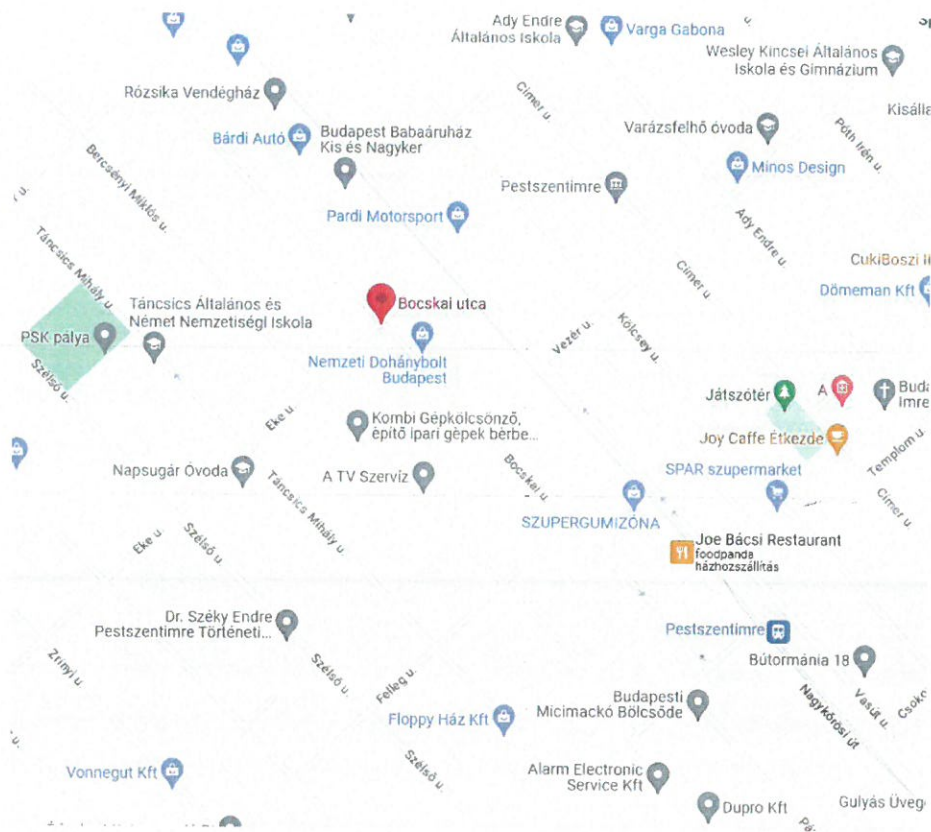 Ady Endre
Általános Iskola
Varga Gabona
Wesley Kincsei Általános
Iskola és Gimnázium
Rózsika Vendégház
Címer u.
Kisálla
Bárdi Autó
Budapest Babaáruház
Kis és Nagyker
Varázsfelhő óvoda
Póth Irén u.
Bercsényi Miklós u.
Minos Design
Pestszentimre
Pardi Motorsport
Ady Endre u.
Táncsics Mihály u.
Címer u.
CukiBoszi
Dömeman Kft
Táncsics Általános és
Német Nemzetiségi Iskola
Bocskai utca
PSK pálya
Vezér u.
Kölcsey u.
Nemzeti Dohánybolt
Budapest
Szélső u.
Játszótér
A
Buda
Imre
Eke u.
Kombi Gépkölcsönző,
építő ipari gépek bérbe...
Joy Caffe Étkezde
Templom u.
Napsugár Óvoda
A TV Szervíz
Bocskai u.
SPAR szupermarket
Táncsics Mihály u.
SZUPERGUMIZÓNA
Címer u.
Eke u.
Szélső u.
Joe Bácsi Restaurant
foodpanda
házhozszállítás
Dr. Széky Endre
Pestszentimre Történeti...
Pestszentimre
Bútormánia 18
Zrínyi u.
Szélső u.
Felleg u.
Budapesti
Micimackó Bölcsőde
Nagykőrösi út
Vasút u.
Csoko
Floppy Ház Kft
Szélső u.
Vonnegut Kft
Alarm Electronic
Service Kft
Dupro Kft
Gulyás Üveg